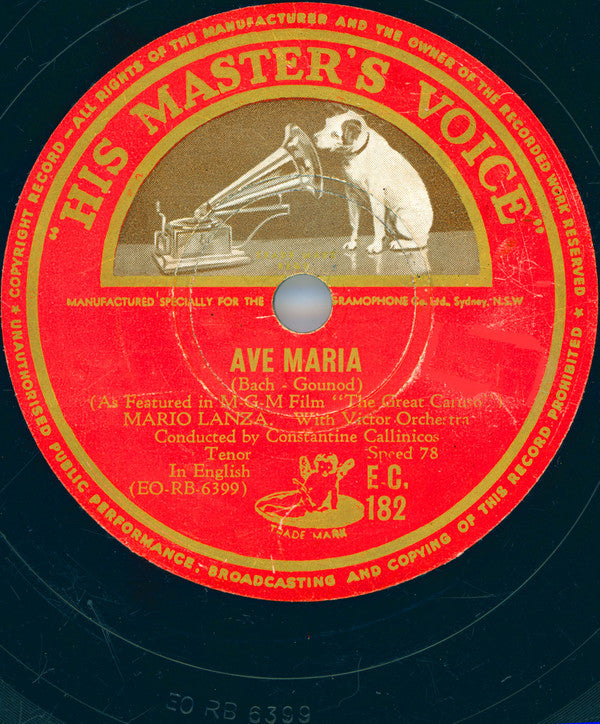 UNAUTHORISED PUBLIC PERFORMANCE, BROADCASTING AND COPYING OF THIS RECORD PROHIBITED ★ COPYRIGHT RECORD – ALL RIGHTS OF THE MANUFACTURER AND THE OWNER OF THE RECORDED WORK RESERVED ★
"HIS MASTER'S VOICE"
MANUFACTURED SPECIALLY FOR THE GRAMOPHONE Co. Ltd., Sydney, N.S.W
AVE MARIA
(Bach - Gounod)
(As Featured in M-G-M Film "The Great Caruso"
MARIO LANZA With Victor Orchestra
Conducted by Constantine Callinicos
Tenor Speed 78
In English
(EO-RB-6399)
E.C.
182
TRADE MARK
EO RB 6399